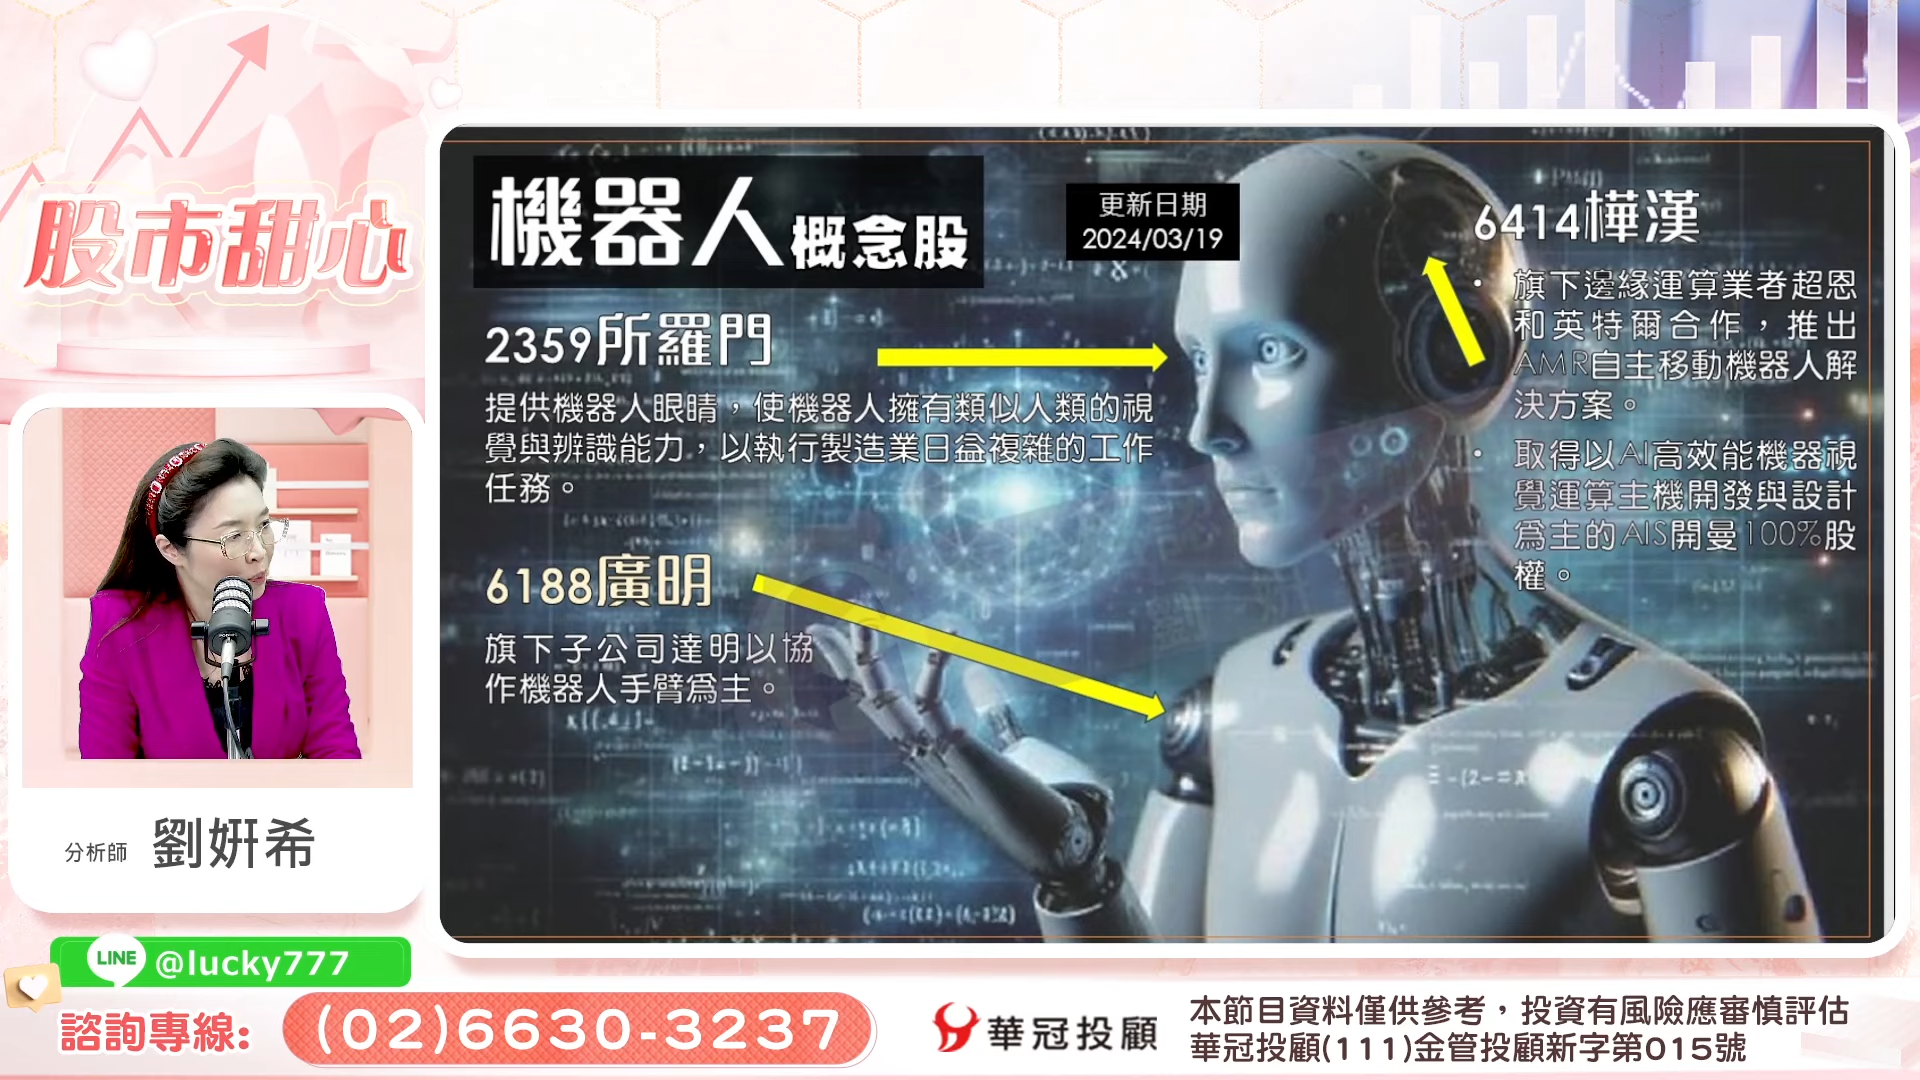 股市甜心
機器人概念股
更新日期
2024/03/19
2359所羅門
提供機器人眼睛，使機器人擁有類似人類的視
覺與辨識能力，以執行製造業日益複雜的工作
任務。
6188廣明
旗下子公司達明以協
作機器人手臂為主。
6414樺漢
• 旗下邊緣運算業者超恩
和英特爾合作，推出
AMR自主移動機器人解
決方案。
• 取得以AI高效能機器視
覺運算主機開發與設計
為主的AIS開曼100%股
權。
分析師 劉妍希
LINE @lucky777
諮詢專線: (02)6630-3237
華冠投顧
本節目資料僅供參考，投資有風險應審慎評估
華冠投顧(111)金管投顧新字第015號